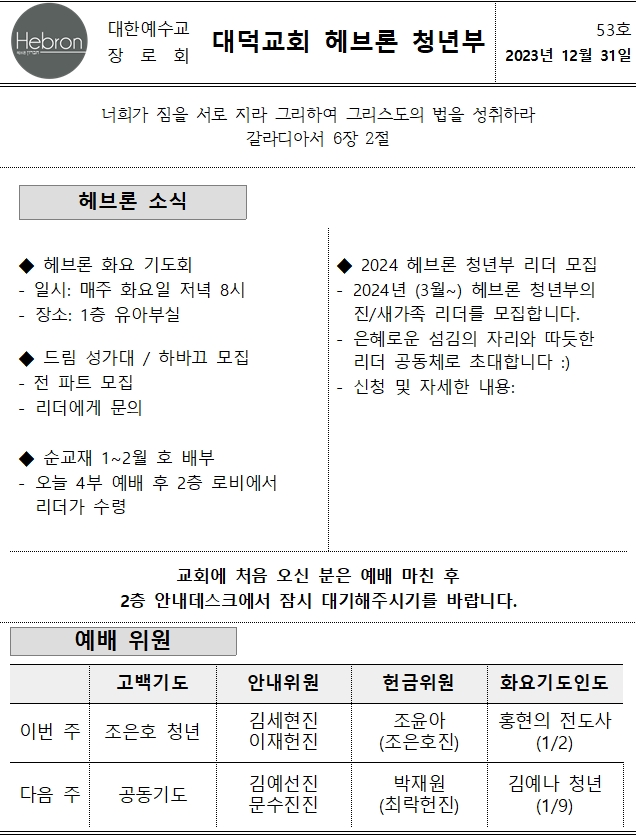 Hebron
대한예수교
장 로 회
대덕교회 헤브론 청년부
53호
2023년 12월 31일
너희가 짐을 서로 지라 그리하여 그리스도의 법을 성취하라
갈라디아서 6장 2절
헤브론 소식
◆ 헤브론 화요 기도회
- 일시: 매주 화요일 저녁 8시
- 장소: 1층 유아부실
◆ 드림 성가대 / 하바끄 모집
- 전 파트 모집
- 리더에게 문의
◆ 순교재 1~2월 호 배부
- 오늘 4부 예배 후 2층 로비에서
리더가 수령
◆ 2024 헤브론 청년부 리더 모집
- 2024년 (3월~) 헤브론 청년부의
진/새가족 리더를 모집합니다.
- 은혜로운 섬김의 자리와 따듯한
리더 공동체로 초대합니다 :)
- 신청 및 자세한 내용:
교회에 처음 오신 분은 예배 마친 후
2층 안내데스크에서 잠시 대기해주시기를 바랍니다.
예배 위원
고백기도 안내위원 헌금위원 화요기도인도
이번 주 조은호 청년 김세현진 이재헌진 조윤아 (조은호진) 홍현의 전도사 (1/2)
다음 주 공동기도 김예선진 문수진진 박재원 (최락헌진) 김예나 청년 (1/9)